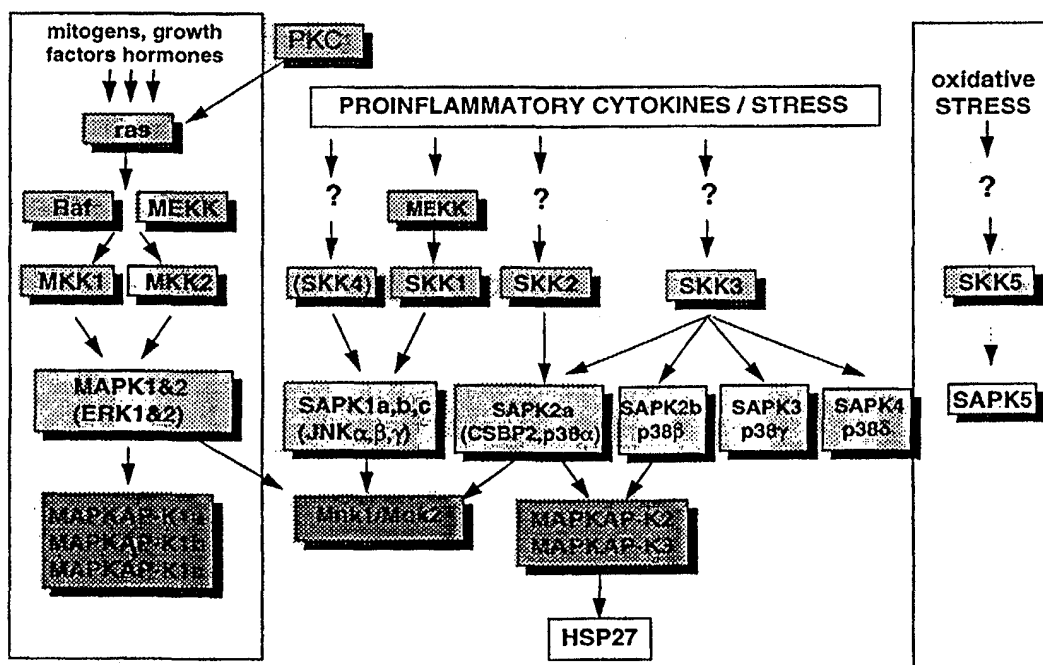 mitogens, growth
factors hormones
PKC
PROINFLAMMATORY CYTOKINES / STRESS
oxidative
STRESS
ras
?
?
?
?
Raf
MEKK
MEKK
MKK1
MKK2
(SKK4)
SKK1
SKK2
SKK3
SKK5
MAPK1&2
(ERK1&2)
SAPK1a,b,c
(JNKα,β,γ)
SAPK2a
(CSBP2,p38α)
SAPK2b
p38β
SAPK3
p38γ
SAPK4
p38δ
SAPK5
MAPKAP-K1a
MAPKAP-K1b
Mnk1/Mnk2
MAPKAP-K2
MAPKAP-K3
HSP27